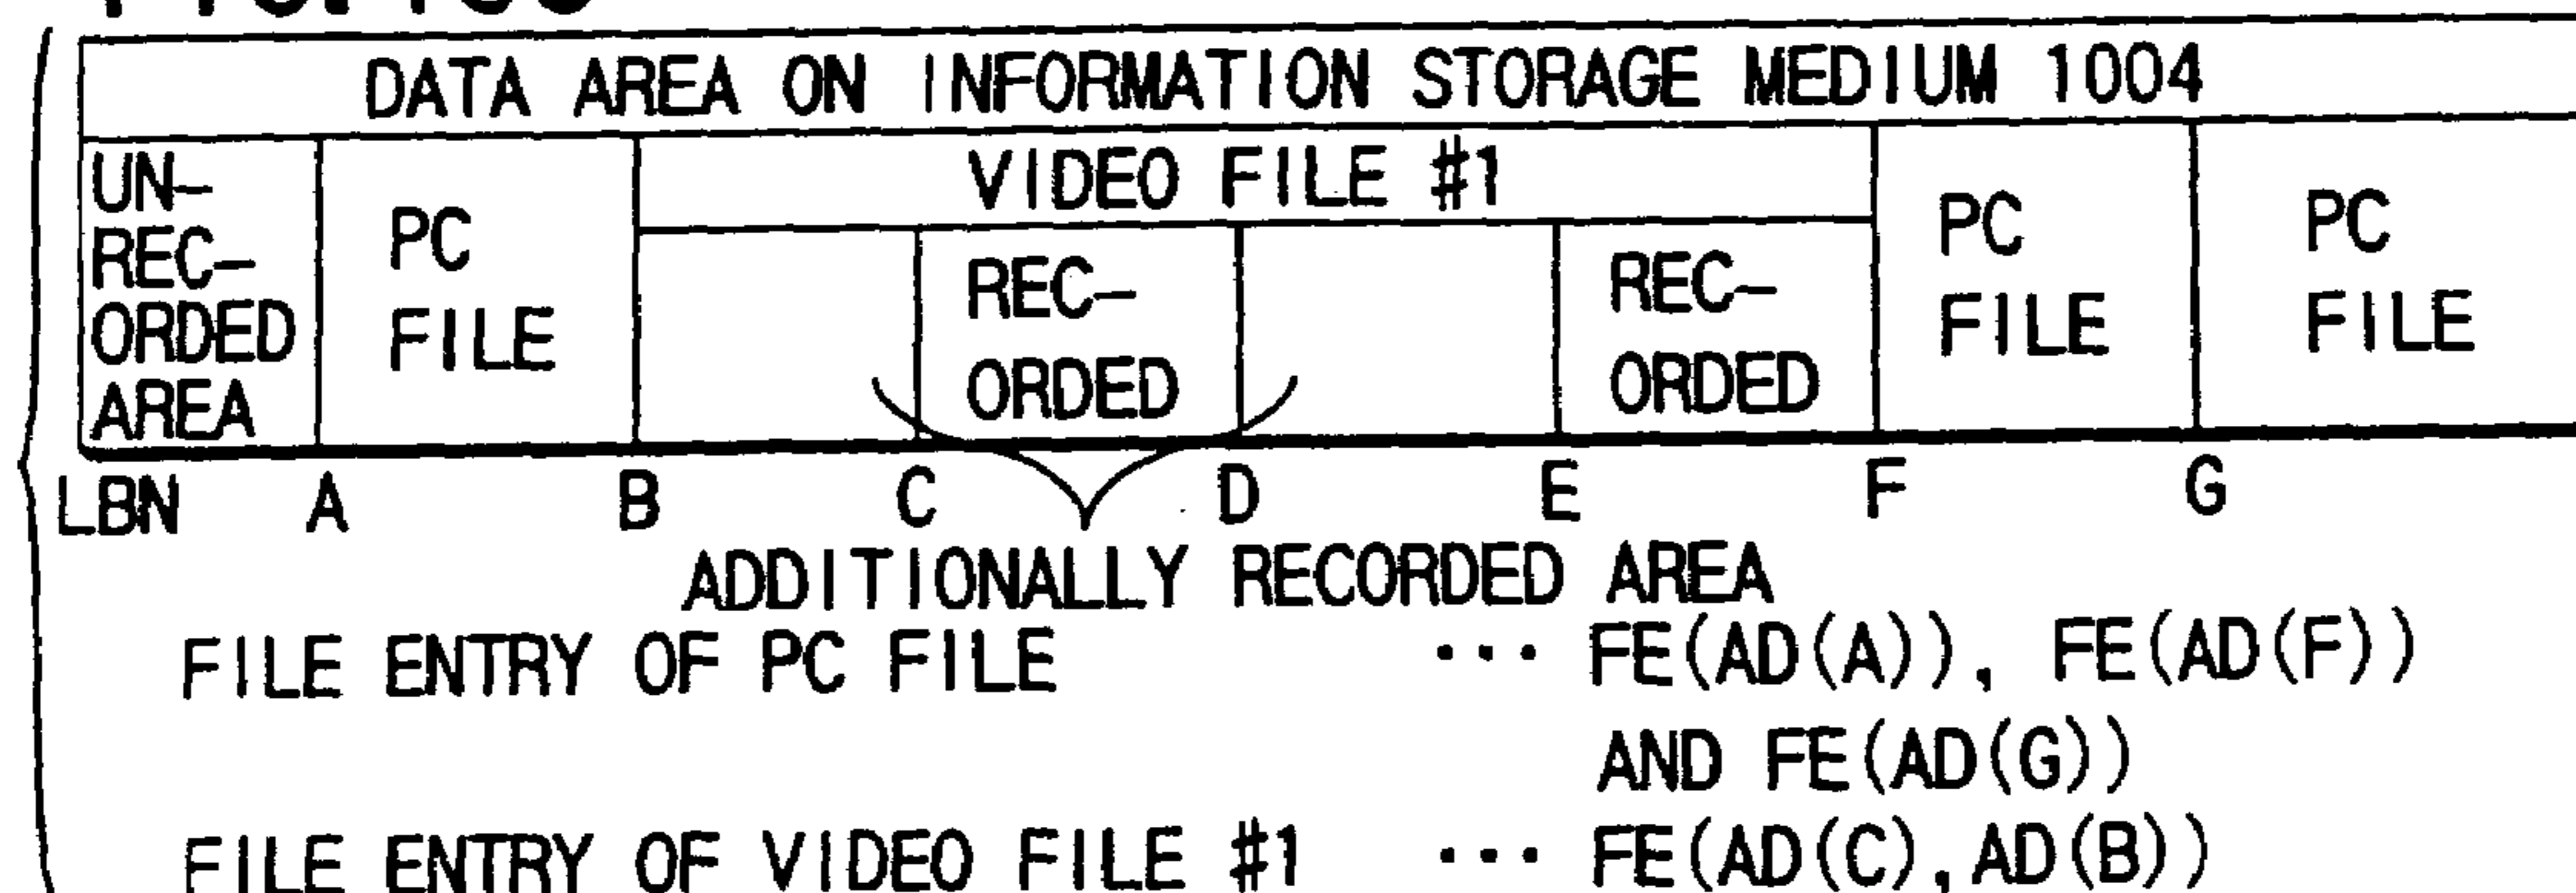 DATA AREA ON INFORMATION STORAGE MEDIUM 1004
UN-
REC-
ORDED
AREA
PC
FILE
VIDEO FILE #1
REC-
ORDED
REC-
ORDED
PC
FILE
PC
FILE
LBN A B C D E F G
ADDITIONALLY RECORDED AREA
FILE ENTRY OF PC FILE ··· FE(AD(A)), FE(AD(F))
AND FE(AD(G))
FILE ENTRY OF VIDEO FILE #1 ··· FE(AD(C),AD(B))